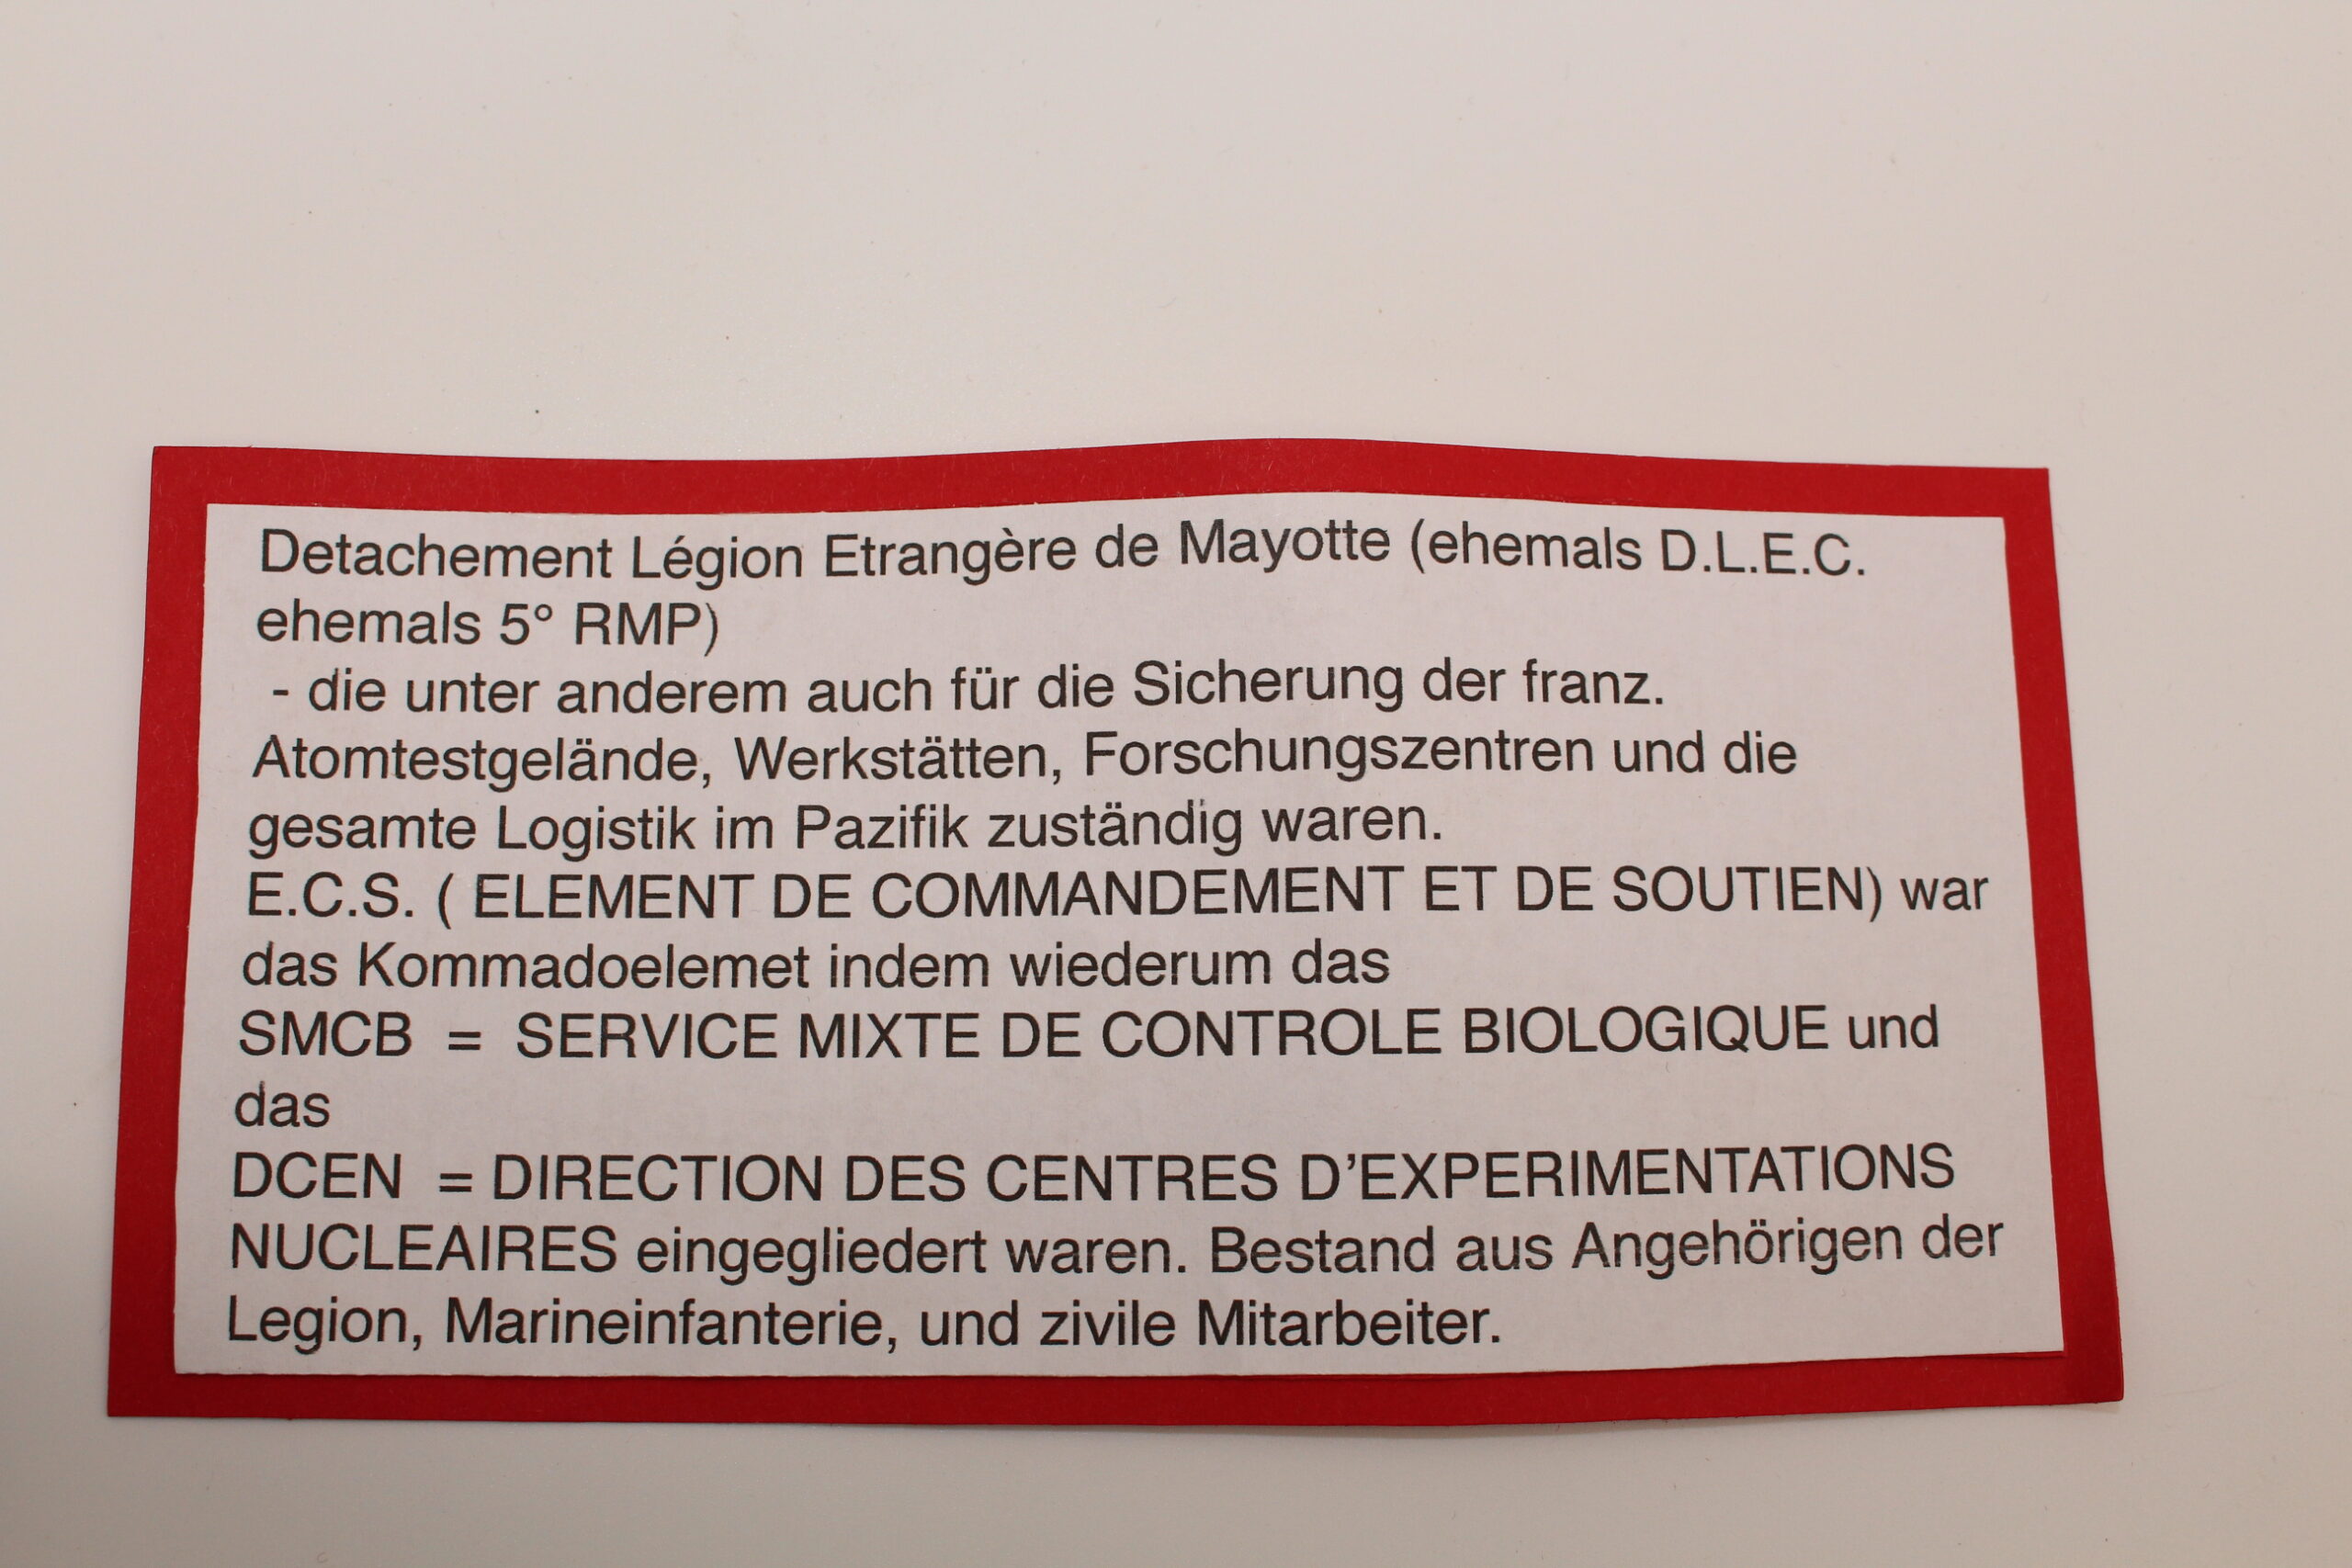 Detachement Légion Etrangère de Mayotte (ehemals D.L.E.C.
ehemals 5° RMP)
- die unter anderem auch für die Sicherung der franz.
Atomtestgelände, Werkstätten, Forschungszentren und die
gesamte Logistik im Pazifik zuständig waren.
E.C.S. ( ELEMENT DE COMMANDEMENT ET DE SOUTIEN) war
das Kommadoelemet indem wiederum das
SMCB = SERVICE MIXTE DE CONTROLE BIOLOGIQUE und
das
DCEN = DIRECTION DES CENTRES D’EXPERIMENTATIONS
NUCLEAIRES eingegliedert waren. Bestand aus Angehörigen der
Legion, Marineinfanterie, und zivile Mitarbeiter.